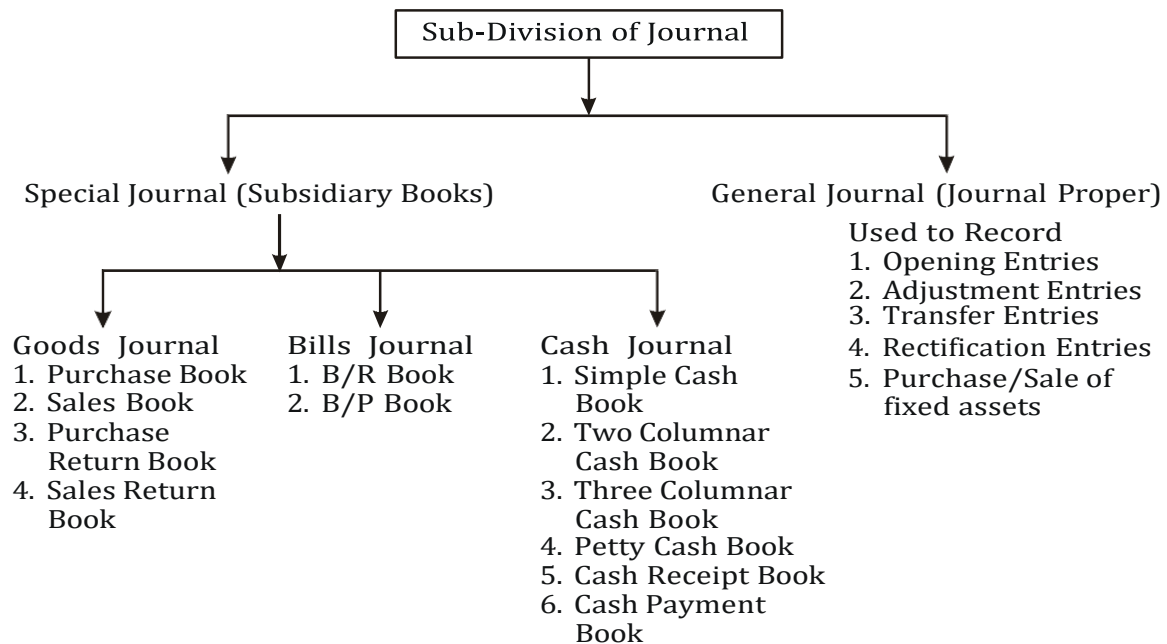 Sub-Division of Journal
Special Journal (Subsidiary Books)
General Journal (Journal Proper)
Used to Record
1. Opening Entries
2. Adjustment Entries
3. Transfer Entries
4. Rectification Entries
5. Purchase/Sale of
fixed assets
Goods Journal
1. Purchase Book
2. Sales Book
3. Purchase
Return Book
4. Sales Return
Book
Bills Journal
1. B/R Book
2. B/P Book
Cash Journal
1. Simple Cash
Book
2. Two Columnar
Cash Book
3. Three Columnar
Cash Book
4. Petty Cash Book
5. Cash Receipt Book
6. Cash Payment
Book